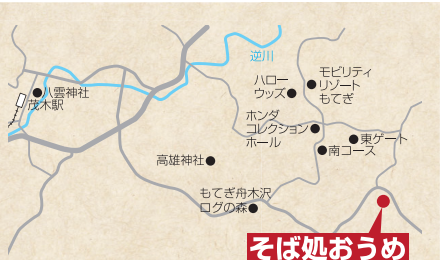 逆川
モビリティ
リゾート
もてぎ
ハロー
ウッズ
八雲神社
茂木駅
ホンダ
コレクション
ホール
東ゲート
南コース
高雄神社
もてぎ舟木沢
ログの森
そば処おうめ